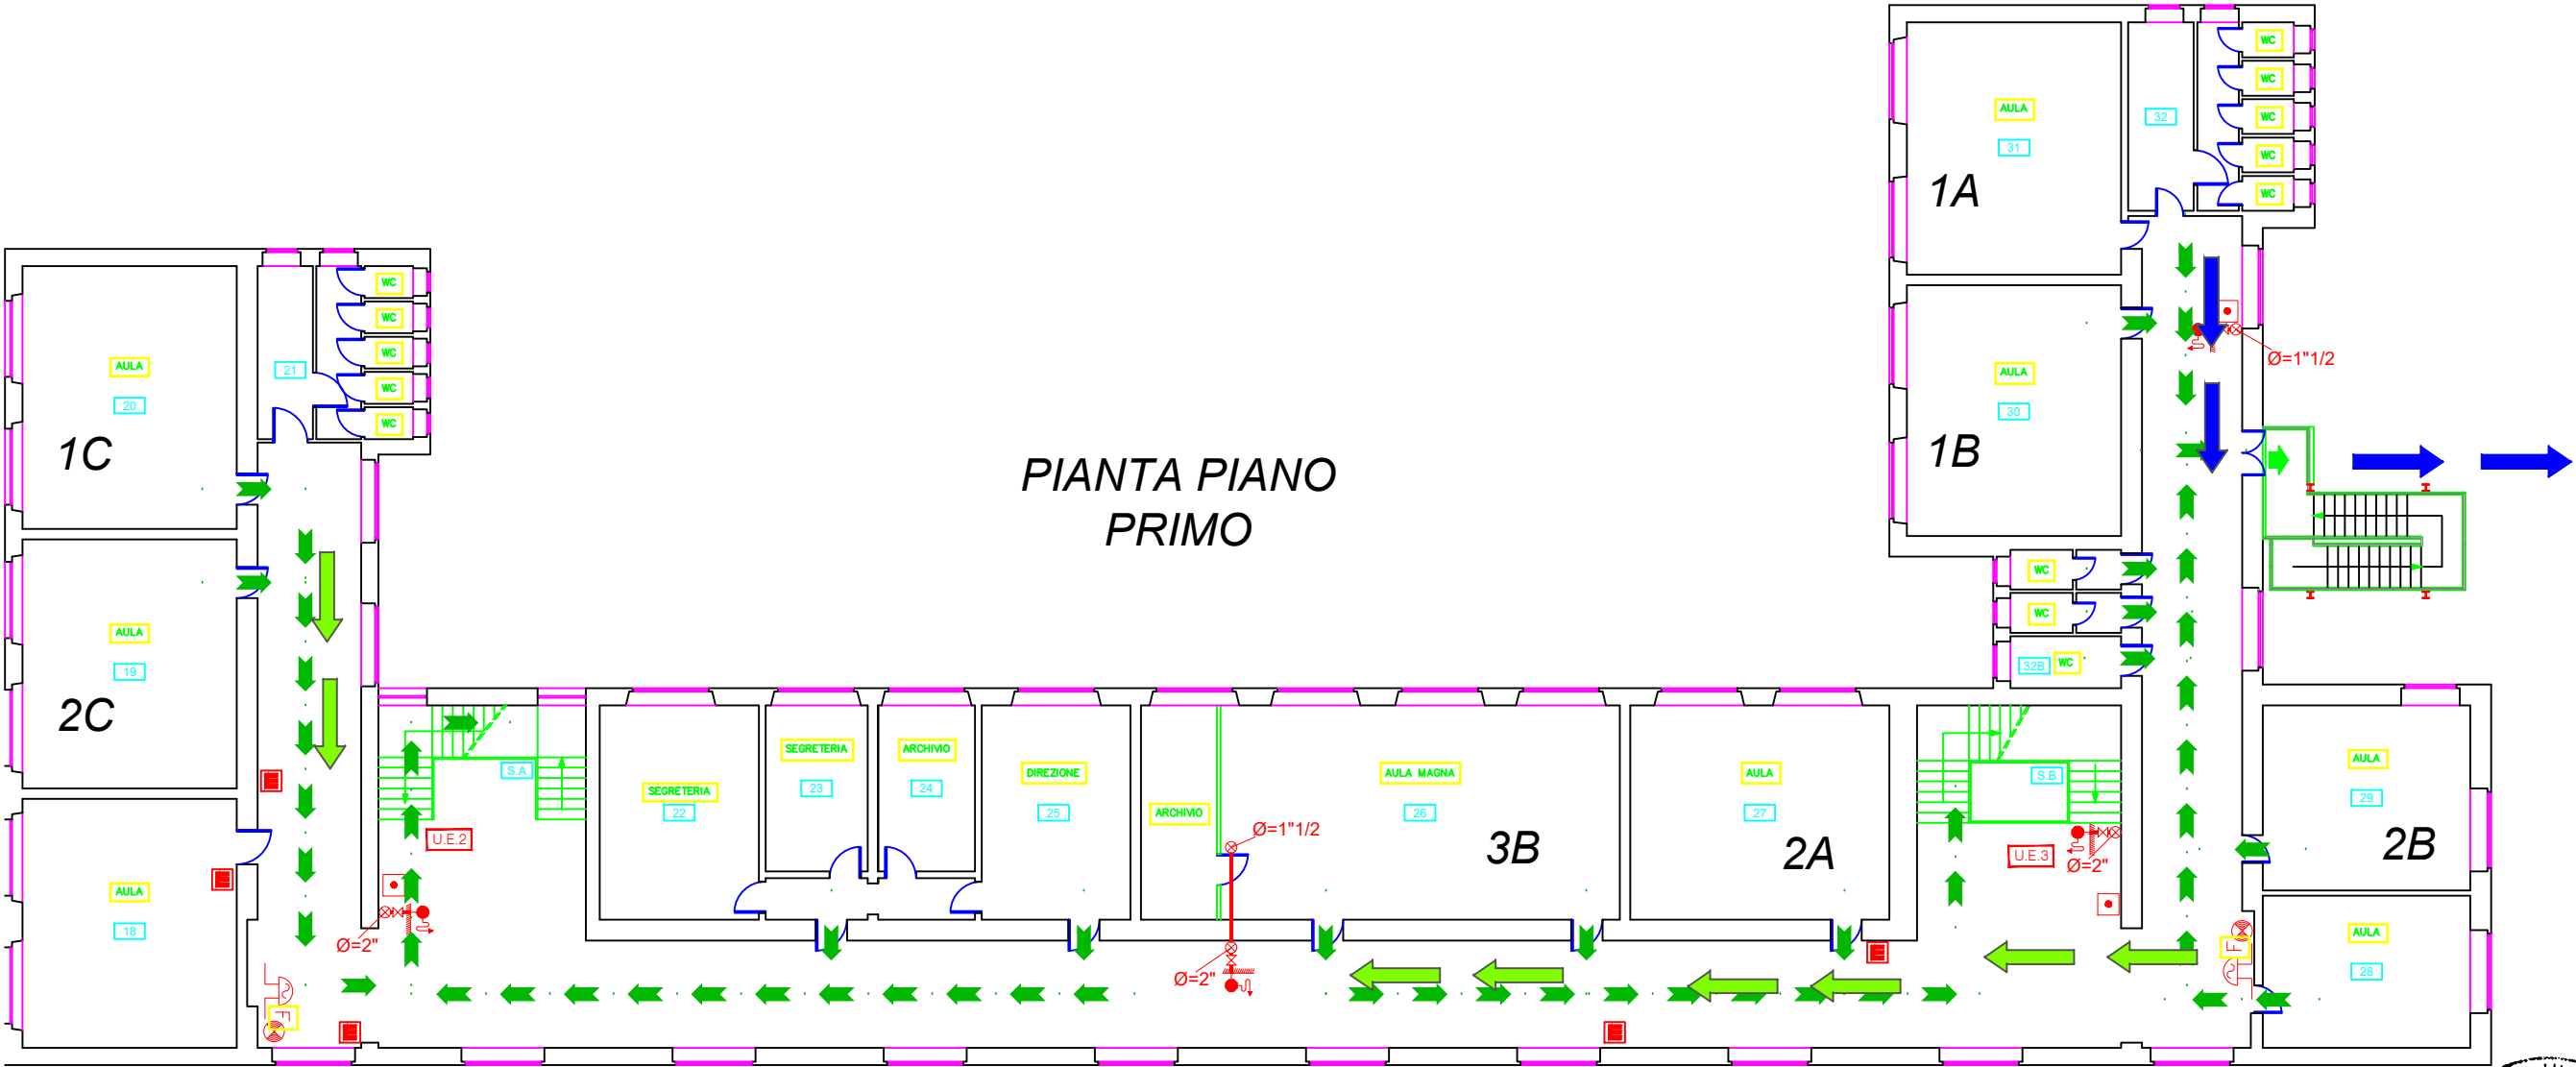 WC
WC
WC
WC
WC
AULA
31
32
1A
Ø=1"1/2
AULA
30
1B
WC
WC
WC
WC
WC
AULA
20
21
1C
PIANTA PIANO
PRIMO
WC
WC
32B WC
AULA
19
2C
S.A
SEGRETERIA
22
SEGRETERIA
23
ARCHIVIO
24
DIREZIONE
25
ARCHIVIO
AULA MAGNA
26
3B
AULA
27
2A
S.B
AULA
29
2B
U.E.2
Ø=1"1/2
U.E.3
Ø=2"
AULA
18
Ø=2"
Ø=2"
AULA
28
F
F